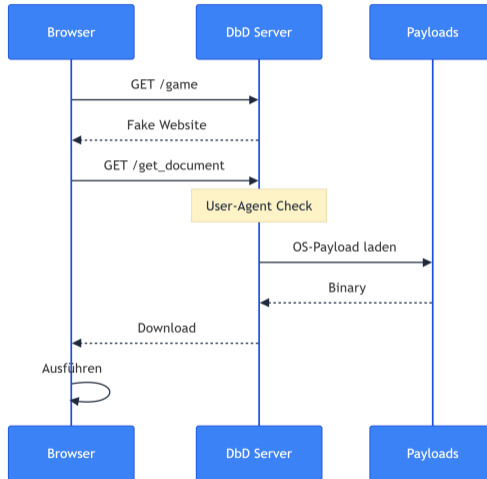 Browser
DbD Server
Payloads
GET /game
Fake Website
GET /get_document
User-Agent Check
OS-Payload laden
Binary
Download
Ausführen
Browser
DbD Server
Payloads